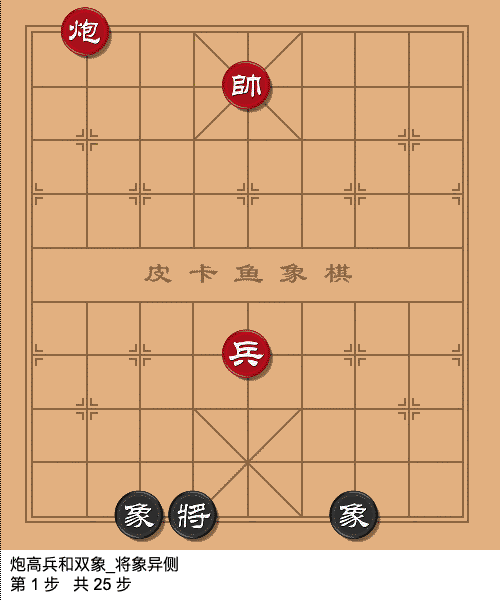 炮
帥
皮卡鱼象棋
兵
象 将 象
炮高兵和双象_将象异侧
第 1 步 共 25 步